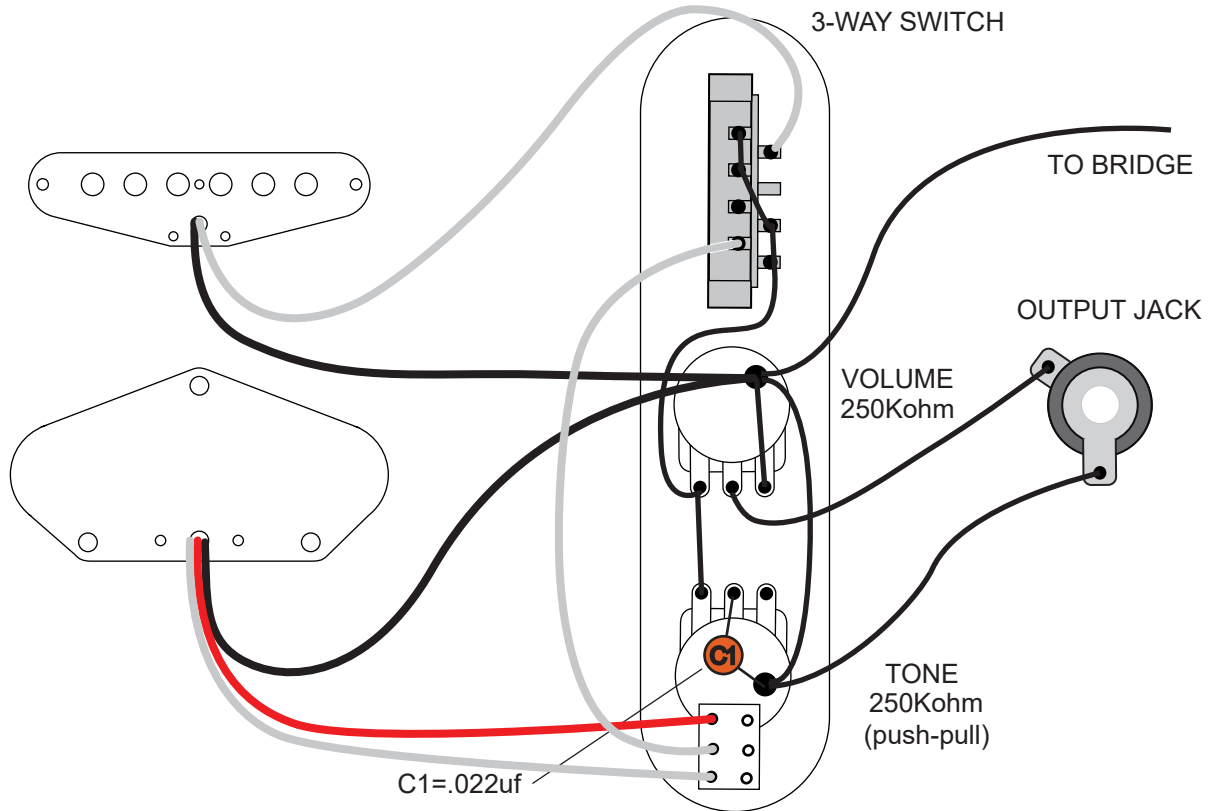 3-WAY SWITCH
TO BRIDGE
OUTPUT JACK
VOLUME
250Kohm
C1
TONE
250Kohm
(push-pull)
C1=.022uf